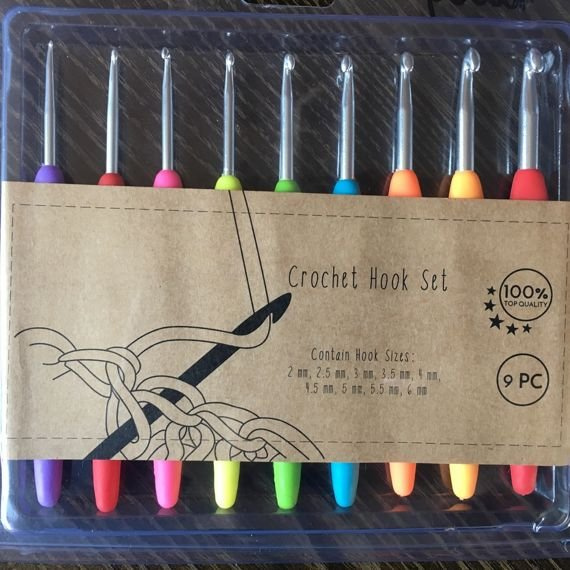 Crochet Hook Set
100%
TOP QUALITY
Contain Hook Sizes:
2 mm, 2.5 mm, 3 mm, 3.5 mm, 4 mm,
4.5 mm, 5 mm, 5.5 mm, 6 mm
9 PC